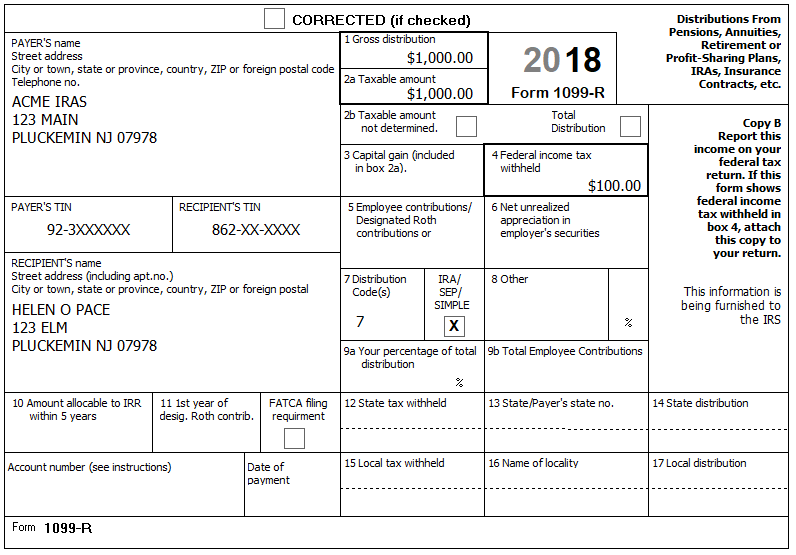 CORRECTED (if checked)
PAYER'S name
Street address
City or town, state or province, country, ZIP or foreign postal code
Telephone no.
ACME IRAS
123 MAIN
PLUCKEMIN NJ 07978
1 Gross distribution
$1,000.00
2a Taxable amount
$1,000.00
2018
Form 1099-R
Distributions From
Pensions, Annuities,
Retirement or
Profit-Sharing Plans,
IRAs, Insurance
Contracts, etc.
2b Taxable amount
not determined.
Total
Distribution
Copy B
Report this
income on your
federal tax
return. If this
form shows
federal income
tax withheld in
box 4, attach
this copy to
your return.
This information is
being furnished to
the IRS
3 Capital gain (included
in box 2a).
4 Federal income tax
withheld
$100.00
PAYER'S TIN
92-3XXXXXX
RECIPIENT'S TIN
862-XX-XXXX
5 Employee contributions/
Designated Roth
contributions or
6 Net unrealized
appreciation in
employer's securities
RECIPIENT'S name
Street address (including apt.no.)
City or town, state or province, country, ZIP or foreign postal
HELEN O PACE
123 ELM
PLUCKEMIN NJ 07978
7 Distribution
Code(s)
7
IRA/
SEP/
SIMPLE
X
8 Other
%
9a Your percentage of total
distribution
%
9b Total Employee Contributions
10 Amount allocable to IRR
within 5 years
11 1st year of
desig. Roth contrib.
FATCA filing
requirment
12 State tax withheld
13 State/Payer's state no.
14 State distribution
Account number (see instructions)
Date of
payment
15 Local tax withheld
16 Name of locality
17 Local distribution
Form 1099-R